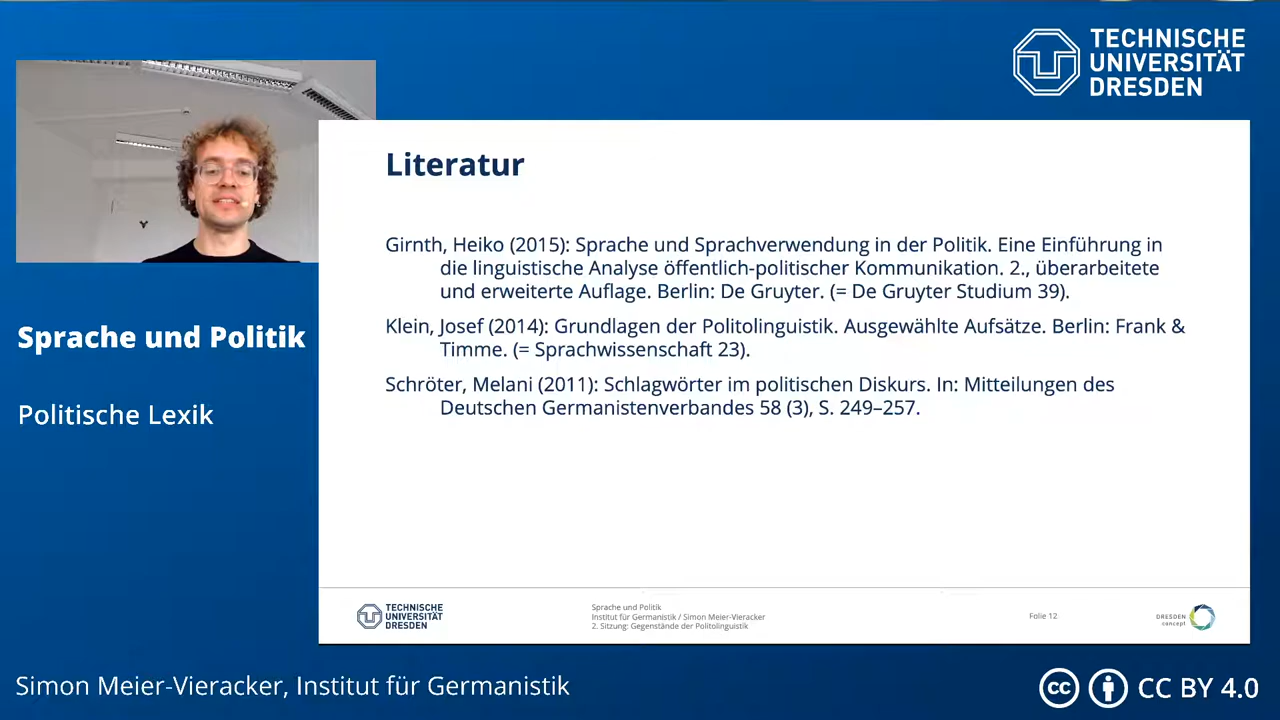 TECHNISCHE
UNIVERSITÄT
DRESDEN
Literatur
Girnth, Heiko (2015): Sprache und Sprachverwendung in der Politik. Eine Einführung in
die linguistische Analyse öffentlich-politischer Kommunikation. 2., überarbeitete
und erweiterte Auflage. Berlin: De Gruyter. (= De Gruyter Studium 39).
Klein, Josef (2014): Grundlagen der Politolinguistik. Ausgewählte Aufsätze. Berlin: Frank &
Timme. (= Sprachwissenschaft 23).
Schröter, Melani (2011): Schlagwörter im politischen Diskurs. In: Mitteilungen des
Deutschen Germanistenverbandes 58 (3), S. 249–257.
Sprache und Politik
Politische Lexik
TECHNISCHE
UNIVERSITÄT
DRESDEN
Sprache und Politik
Institut für Germanistik / Simon Meier-Vieracker
2. Sitzung: Gegenstände der Politolinguistik
Folie 12
DRESDEN
concept
Simon Meier-Vieracker, Institut für Germanistik
cc CC BY 4.0